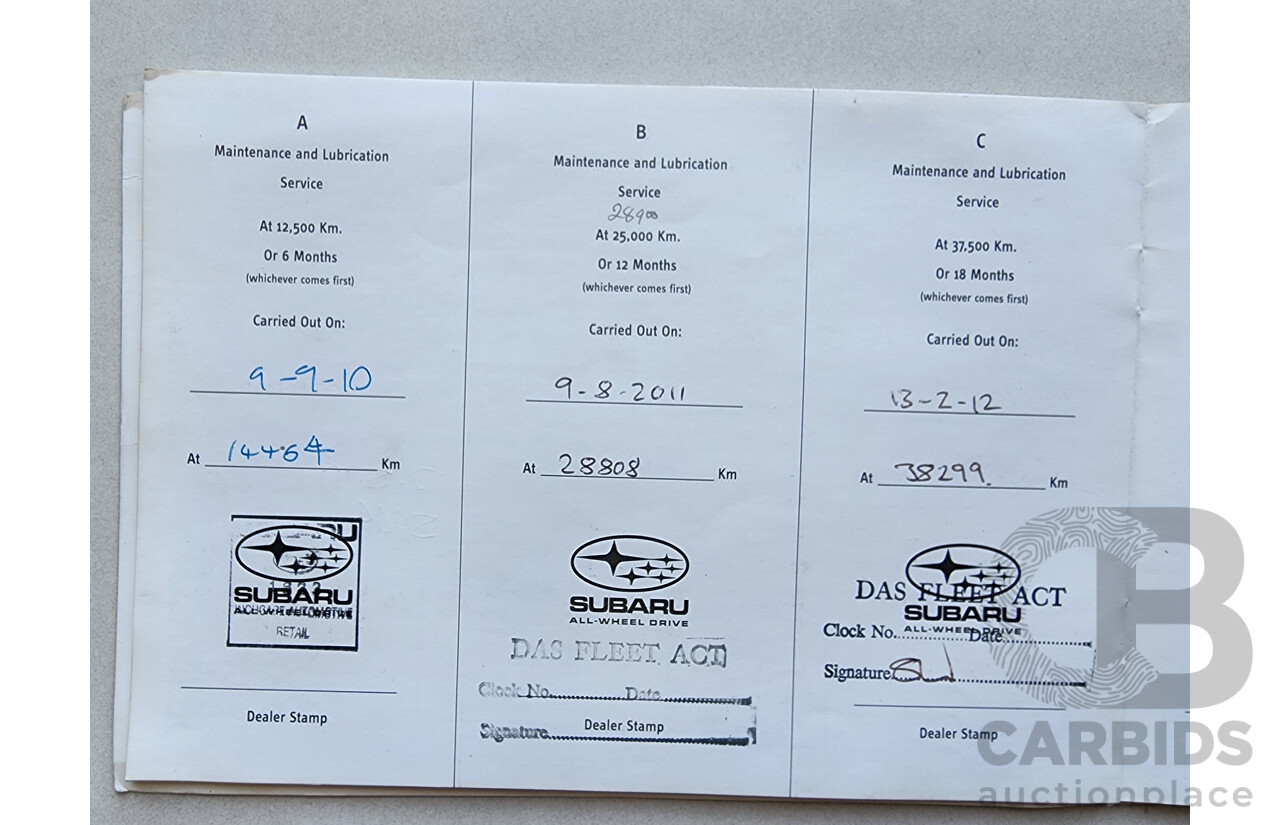 A
Maintenance and Lubrication
Service
At 12,500 Km.
Or 6 Months
(whichever comes first)
Carried Out On:
9-9-10
At 14464 Km
SUBARU
ALL-WHEEL DRIVE
RETAIL
Dealer Stamp
B
Maintenance and Lubrication
Service
28900
At 25,000 Km.
Or 12 Months
(whichever comes first)
Carried Out On:
9-8-2011
At 28808 Km
SUBARU
ALL-WHEEL DRIVE
DAS FLEET ACT
Clock No. Date
Signature
Dealer Stamp
C
Maintenance and Lubrication
Service
At 37,500 Km.
Or 18 Months
(whichever comes first)
Carried Out On:
13-2-12
At 38299 Km
DAS FLEET ACT
SUBARU
ALL-WHEEL DRIVE
Clock No. Date
Signature
Dealer Stamp
CARBIDS
auctionplace